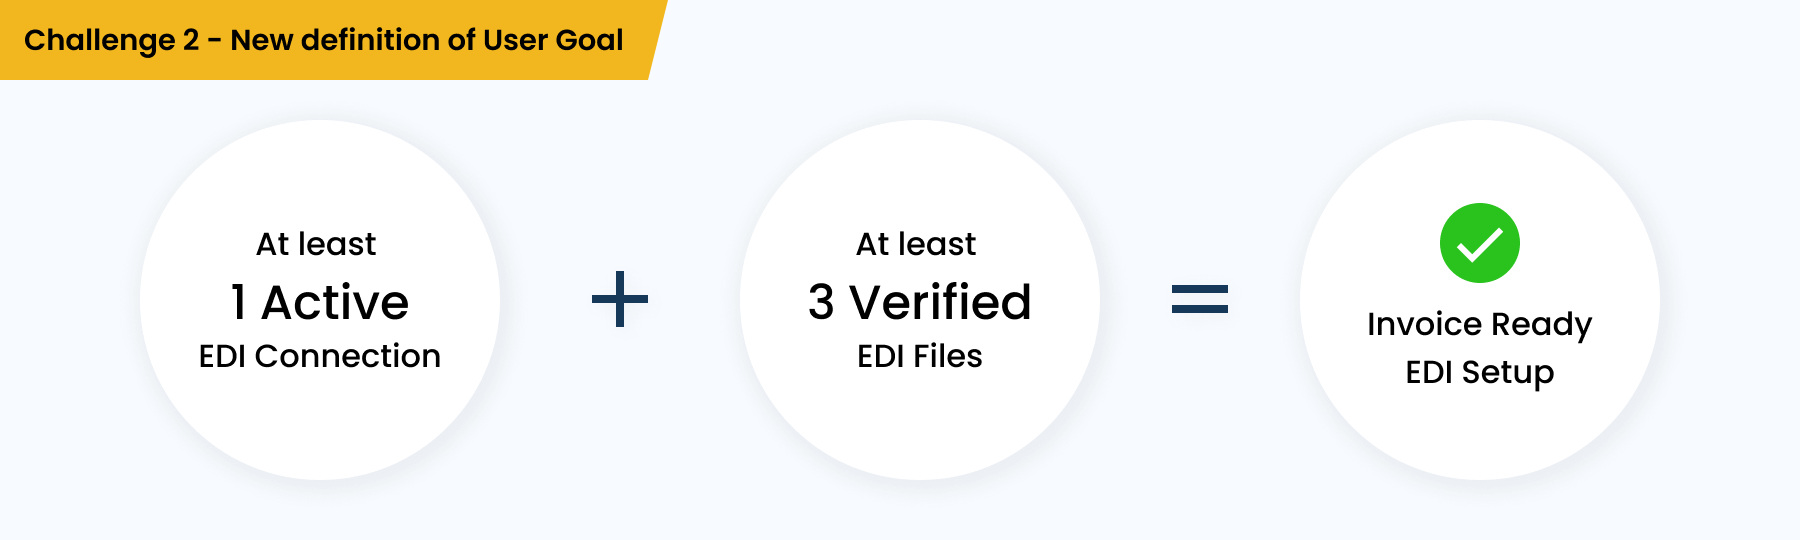 Challenge 2 - New definition of User Goal
At least
1 Active
EDI Connection
+
At least
3 Verified
EDI Files
=
Invoice Ready
EDI Setup